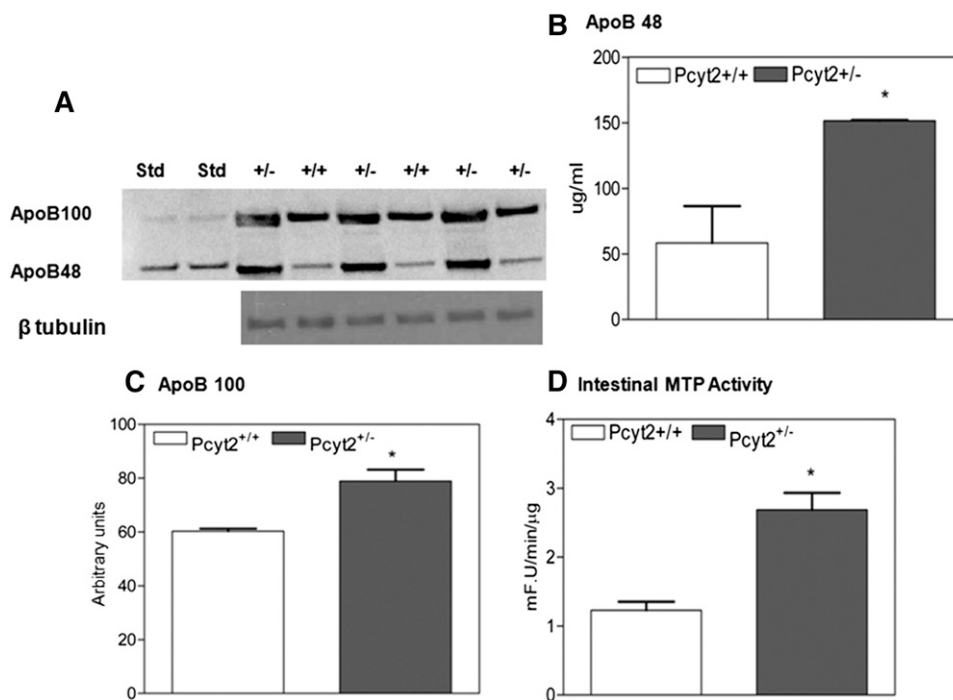 A
Std Std +/- +/+ +/- +/+ +/- +/-
ApoB100
ApoB48
β tubulin
B ApoB 48
200
150
100
50
0
ug/ml
Pcyt2+/+ Pcyt2+/-
*
C ApoB 100
100
80
60
40
20
0
Arbitrary units
Pcyt2+/+ Pcyt2+/-
*
D Intestinal MTP Activity
4
3
2
1
0
mF.U/min/µg
Pcyt2+/+ Pcyt2+/-
*